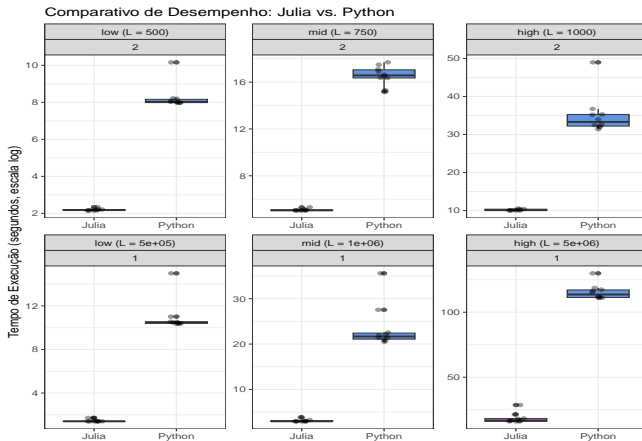 Comparativo de Desempenho: Julia vs. Python
low (L = 500)
2
mid (L = 750)
2
high (L = 1000)
2
10
8
6
4
2
16
12
8
50
40
30
20
10
Julia
Python
Julia
Python
Julia
Python
low (L = 5e+05)
1
mid (L = 1e+06)
1
high (L = 5e+06)
1
12
8
4
30
20
10
100
50
Julia
Python
Julia
Python
Julia
Python
Tempo de Execução (segundos, escala log)